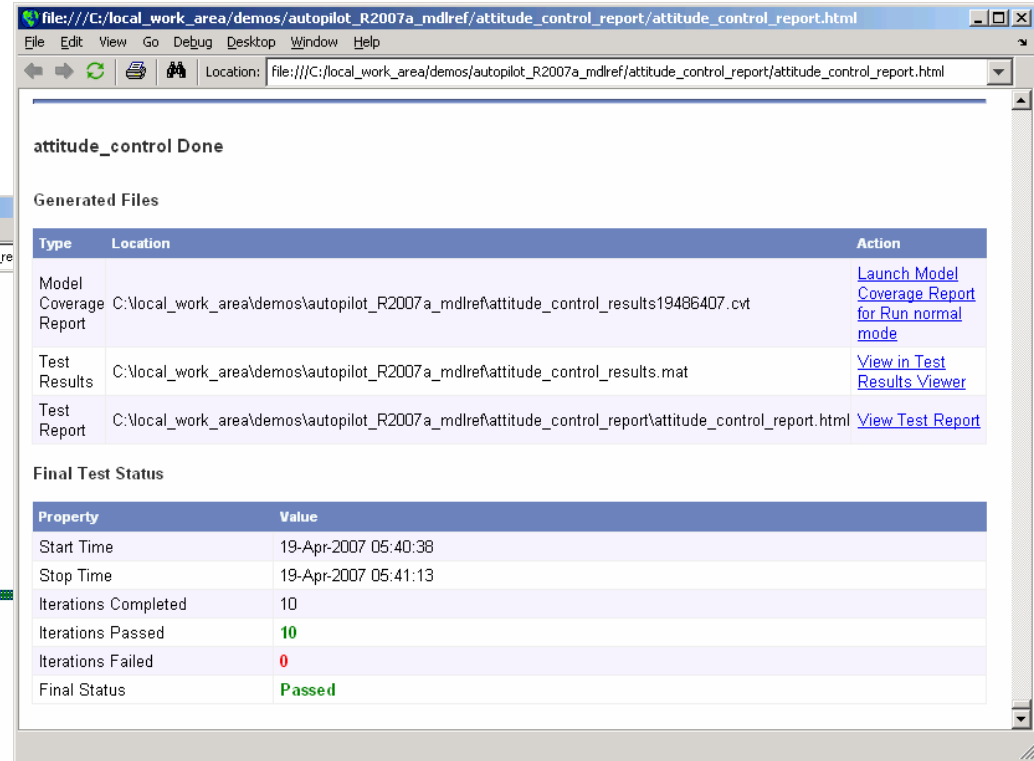 file:///C:/local_work_area/demos/autopilot_R2007a_mdlref/attitude_control_report/attitude_control_report.html
File Edit View Go Debug Desktop Window Help
Location: file:///C:/local_work_area/demos/autopilot_R2007a_mdlref/attitude_control_report/attitude_control_report.html
attitude_control Done
Generated Files
Type Location Action
Model Coverage Report C:\local_work_area\demos\autopilot_R2007a_mdlref\attitude_control_results19486407.cvt Launch Model Coverage Report for Run normal mode
Test Results C:\local_work_area\demos\autopilot_R2007a_mdlref\attitude_control_results.mat View in Test Results Viewer
Test Report C:\local_work_area\demos\autopilot_R2007a_mdlref\attitude_control_report\attitude_control_report.html View Test Report
Final Test Status
Property Value
Start Time 19-Apr-2007 05:40:38
Stop Time 19-Apr-2007 05:41:13
Iterations Completed 10
Iterations Passed 10
Iterations Failed 0
Final Status Passed
_re